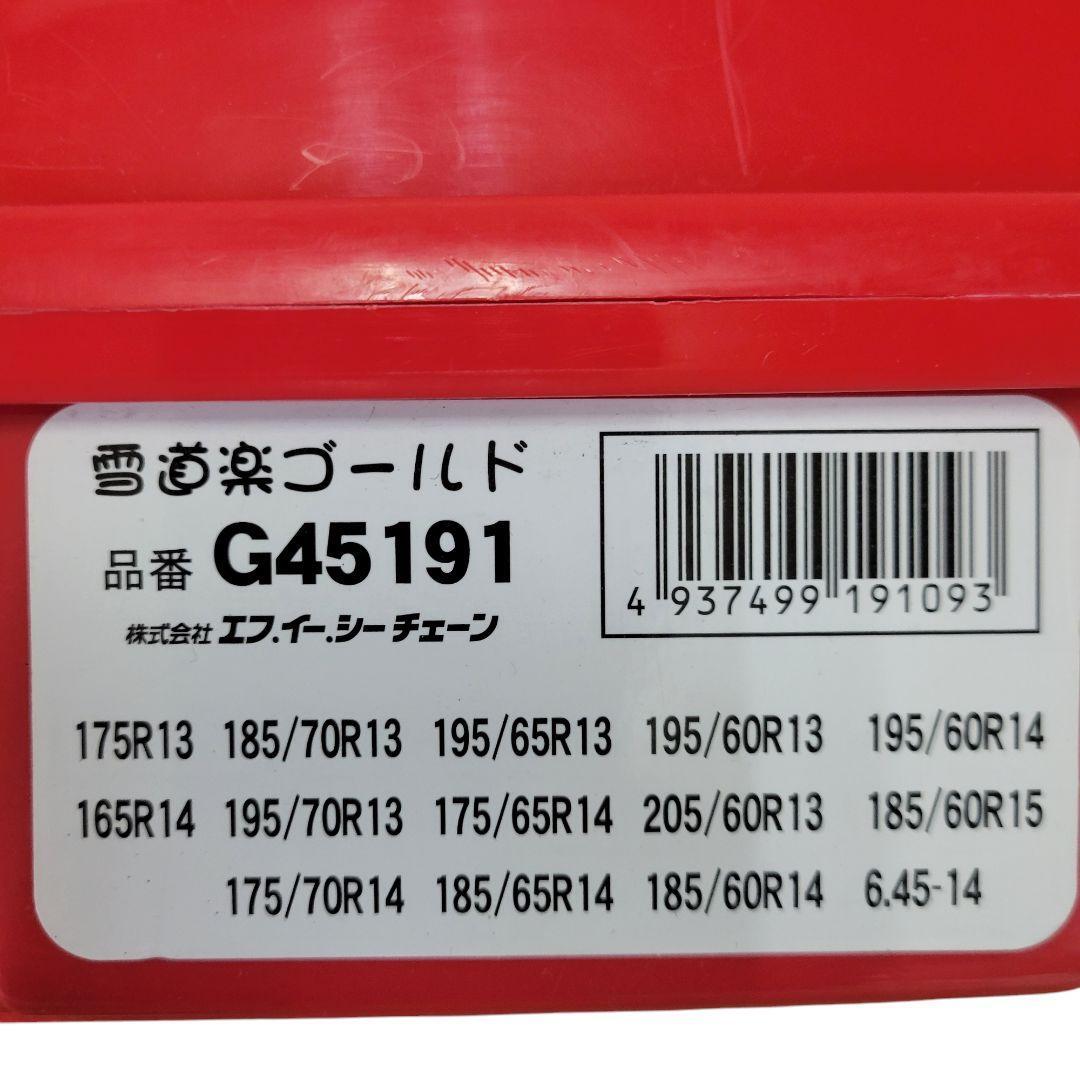 雪道楽ゴールド
品番 G45191
株式会社 エフ.イー.シーチェーン
4 937499 191093
175R13 185/70R13 195/65R13 195/60R13 195/60R14
165R14 195/70R13 175/65R14 205/60R13 185/60R15
175/70R14 185/65R14 185/60R14 6.45-14